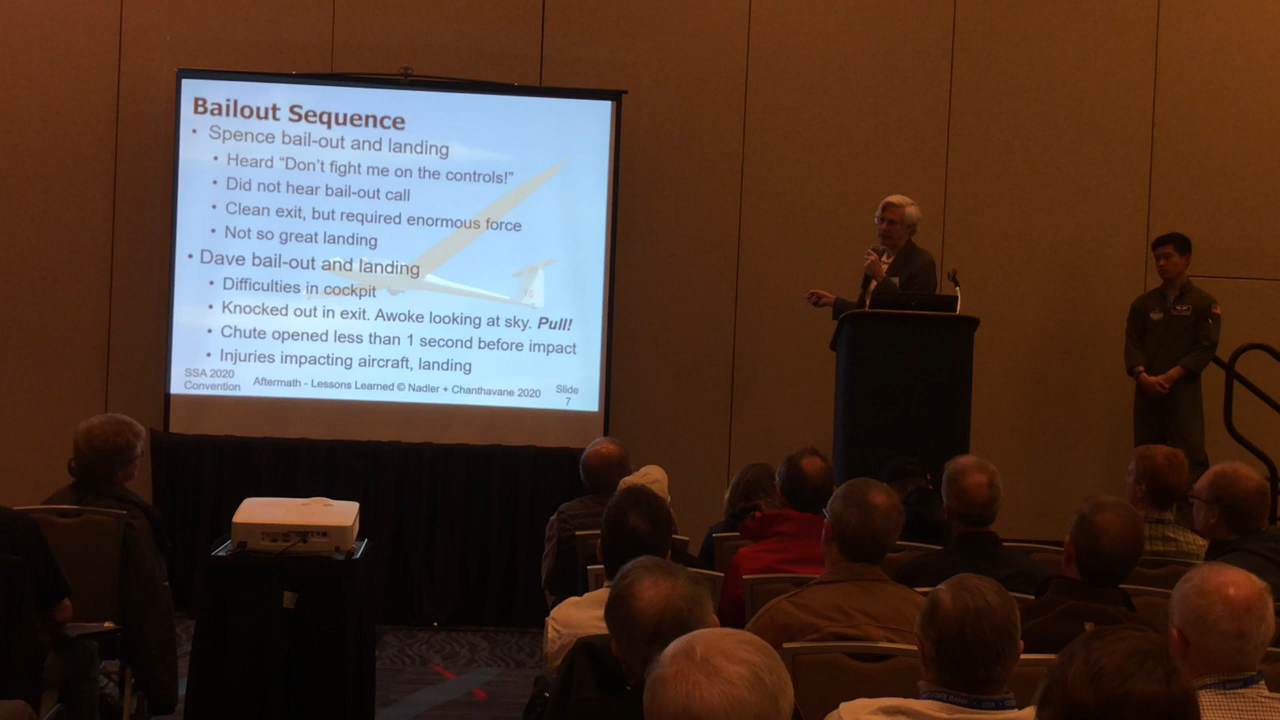 Bailout Sequence
• Spence bail-out and landing
• Heard “Don’t fight me on the controls!”
• Did not hear bail-out call
• Clean exit, but required enormous force
• Not so great landing
• Dave bail-out and landing
• Difficulties in cockpit
• Knocked out in exit. Awoke looking at sky. Pull!
• Chute opened less than 1 second before impact
• Injuries impacting aircraft, landing
SSA 2020
Convention
Aftermath - Lessons Learned © Nadler + Chanthavane 2020
Slide
7